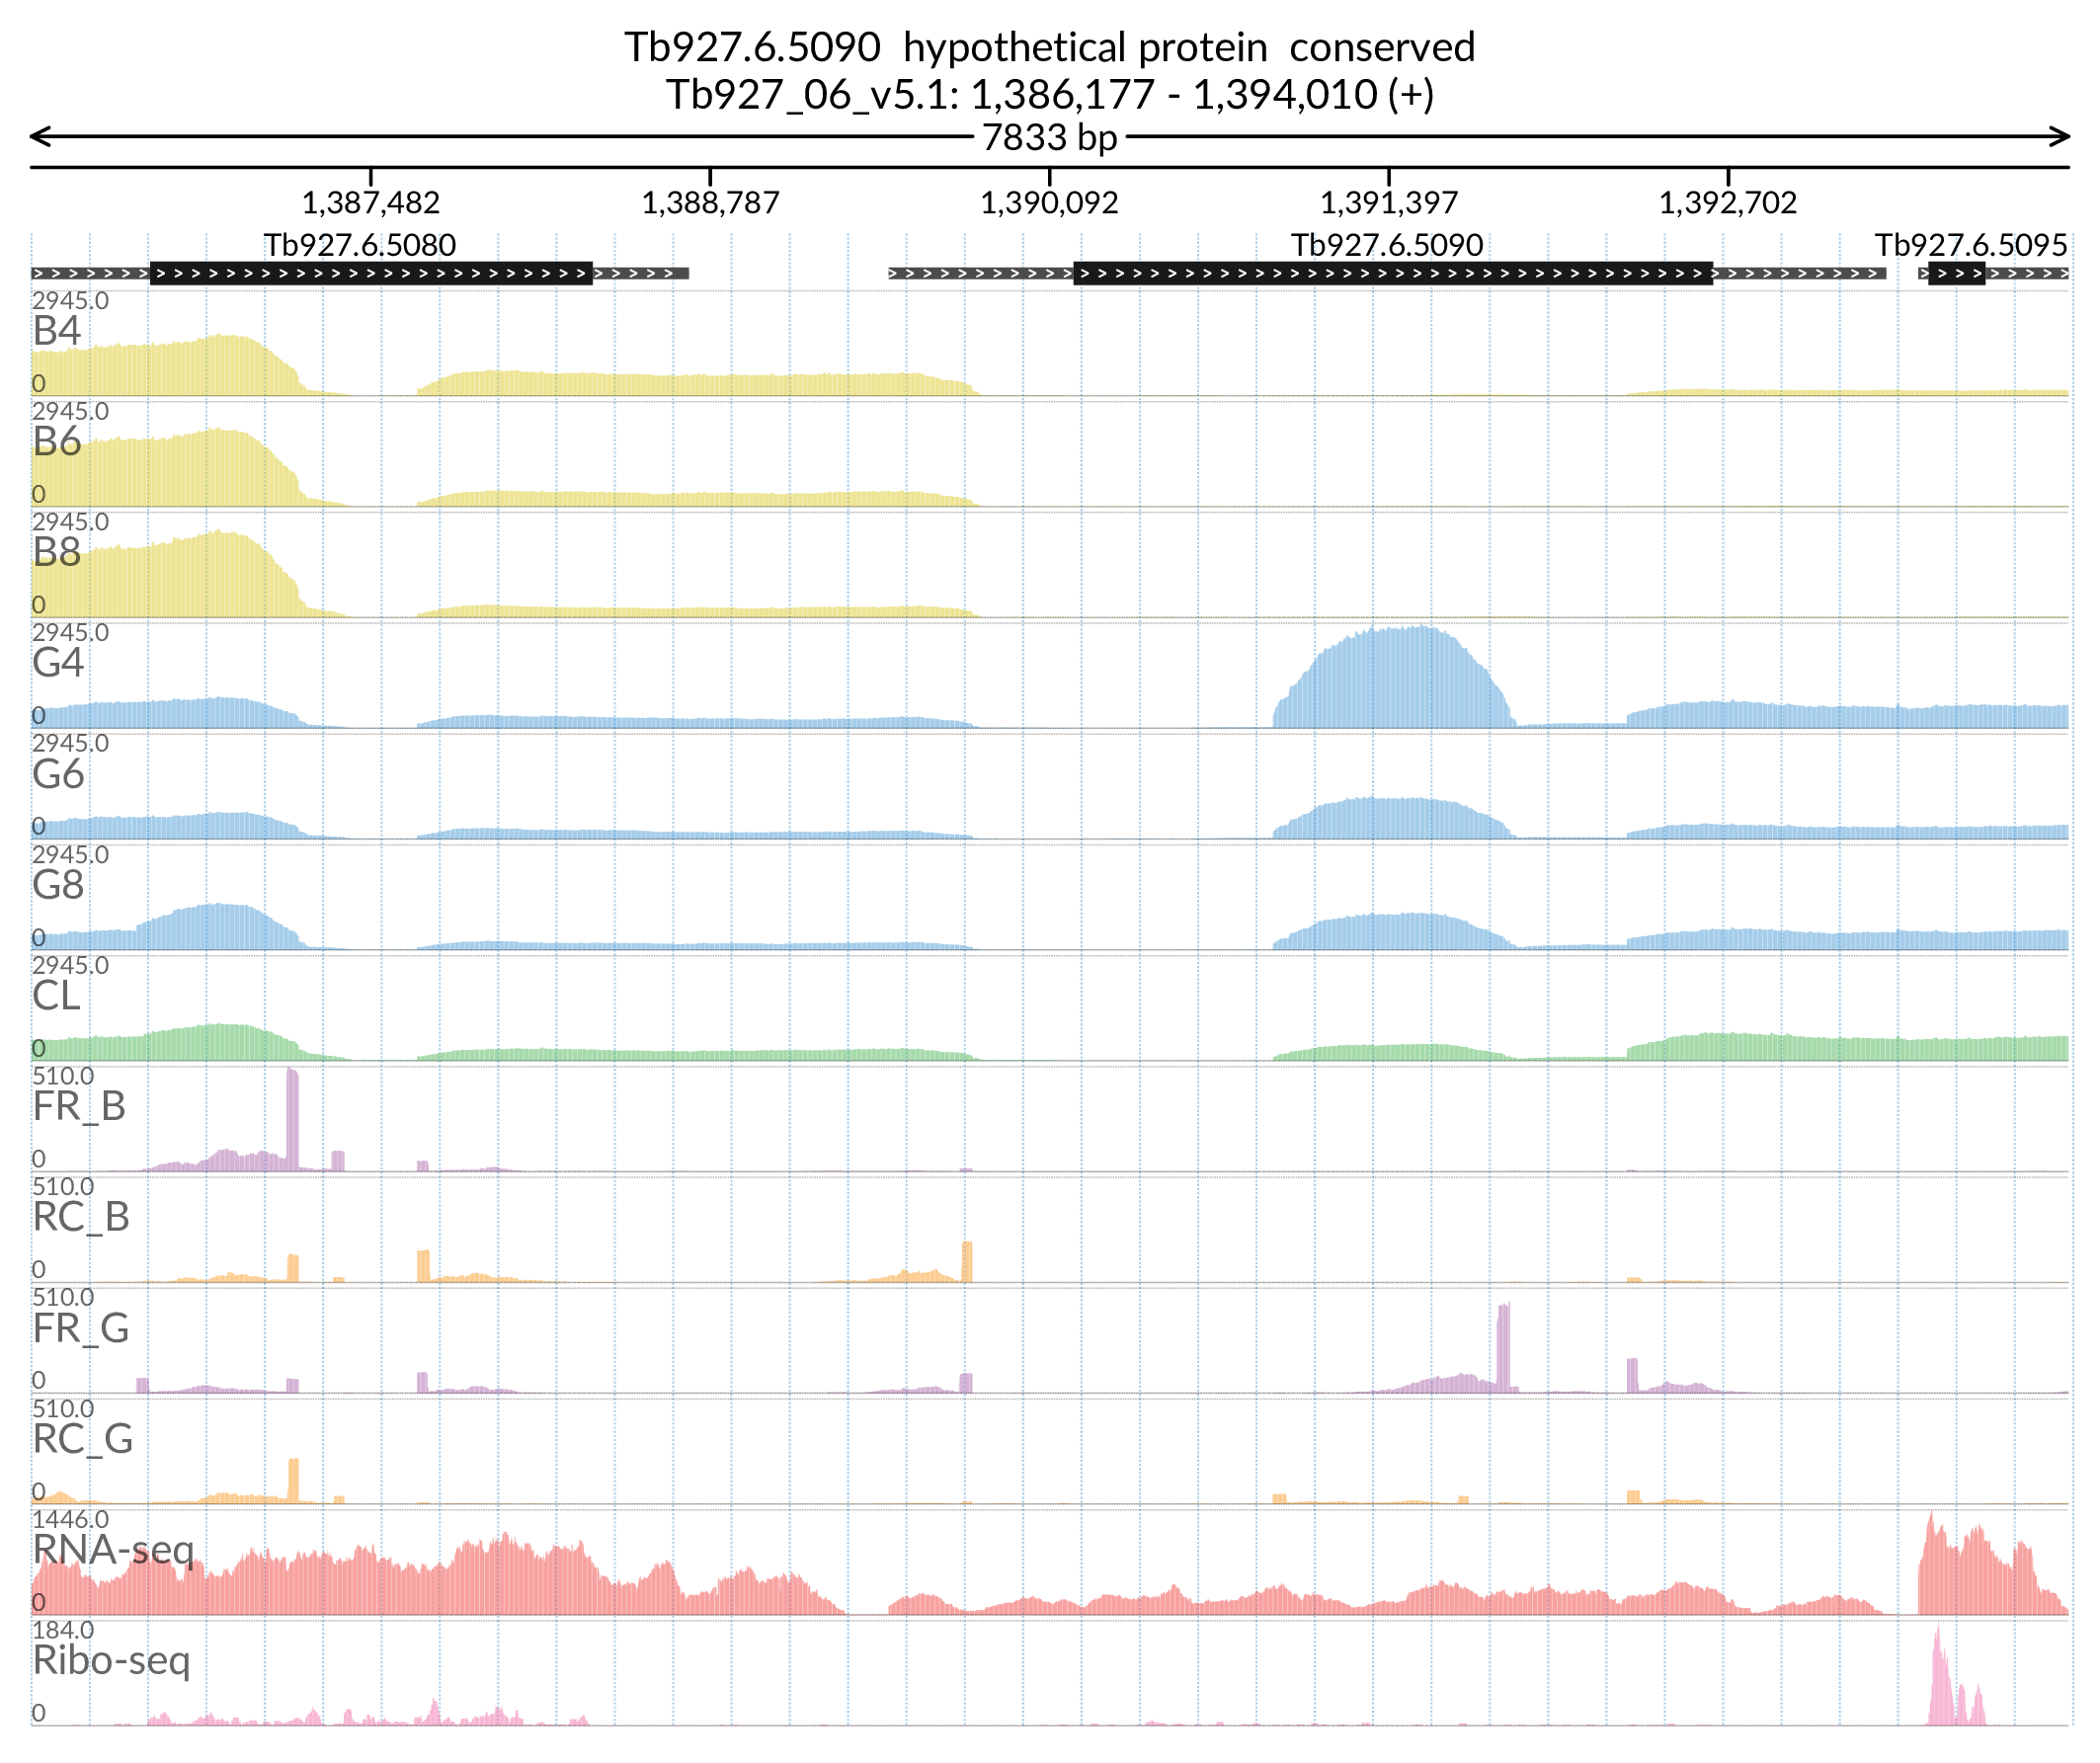 Tb927.6.5090  hypothetical protein  conserved
Tb927_06_v5.1: 1,386,177 - 1,394,010 (+)
7833 bp
1,387,482 1,388,787 1,390,092 1,391,397 1,392,702
Tb927.6.5080 Tb927.6.5090 Tb927.6.5095
2945.0
B4
0
2945.0
B6
0
2945.0
B8
0
2945.0
G4
0
2945.0
G6
0
2945.0
G8
0
2945.0
CL
0
510.0
FR_B
0
510.0
RC_B
0
510.0
FR_G
0
510.0
RC_G
0
1446.0
RNA-seq
0
184.0
Ribo-seq
0